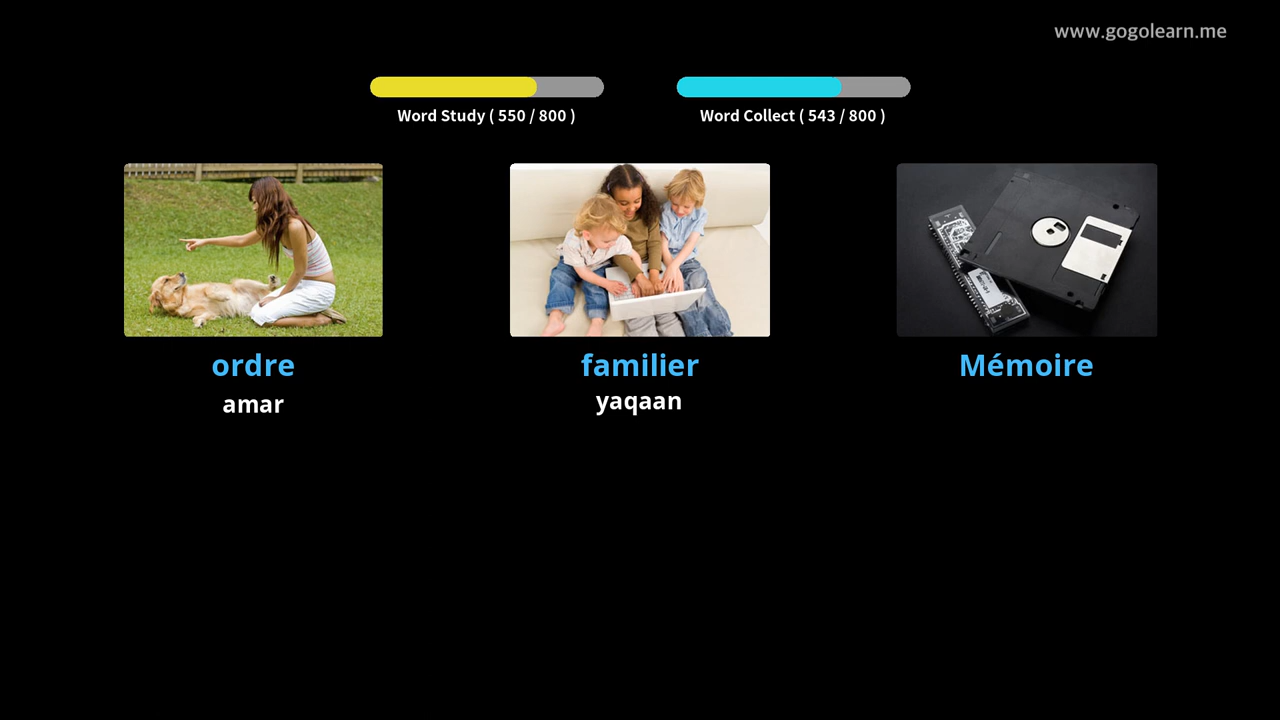 www.gogolearn.me
Word Study ( 550 / 800 )
Word Collect ( 543 / 800 )
ordre
familier
Mémoire
amar
yaqaan